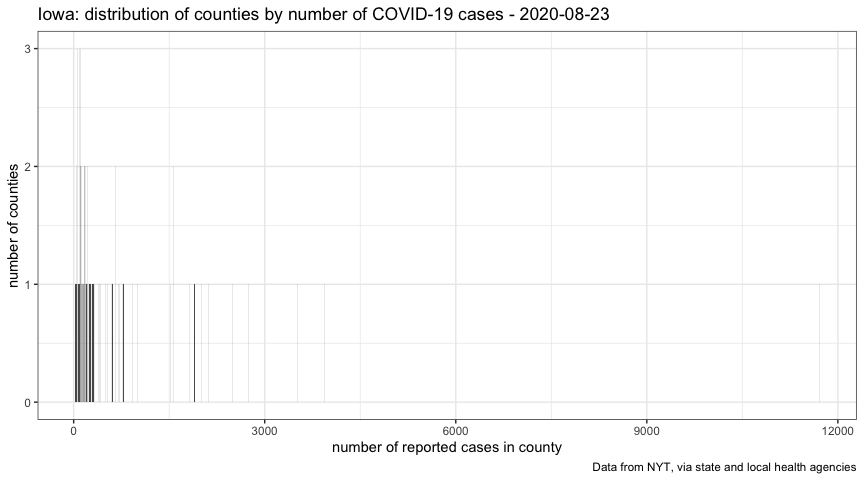 Iowa: distribution of counties by number of COVID-19 cases - 2020-08-23
number of counties
3
2
1
0
0 3000 6000 9000 12000
number of reported cases in county
Data from NYT, via state and local health agencies